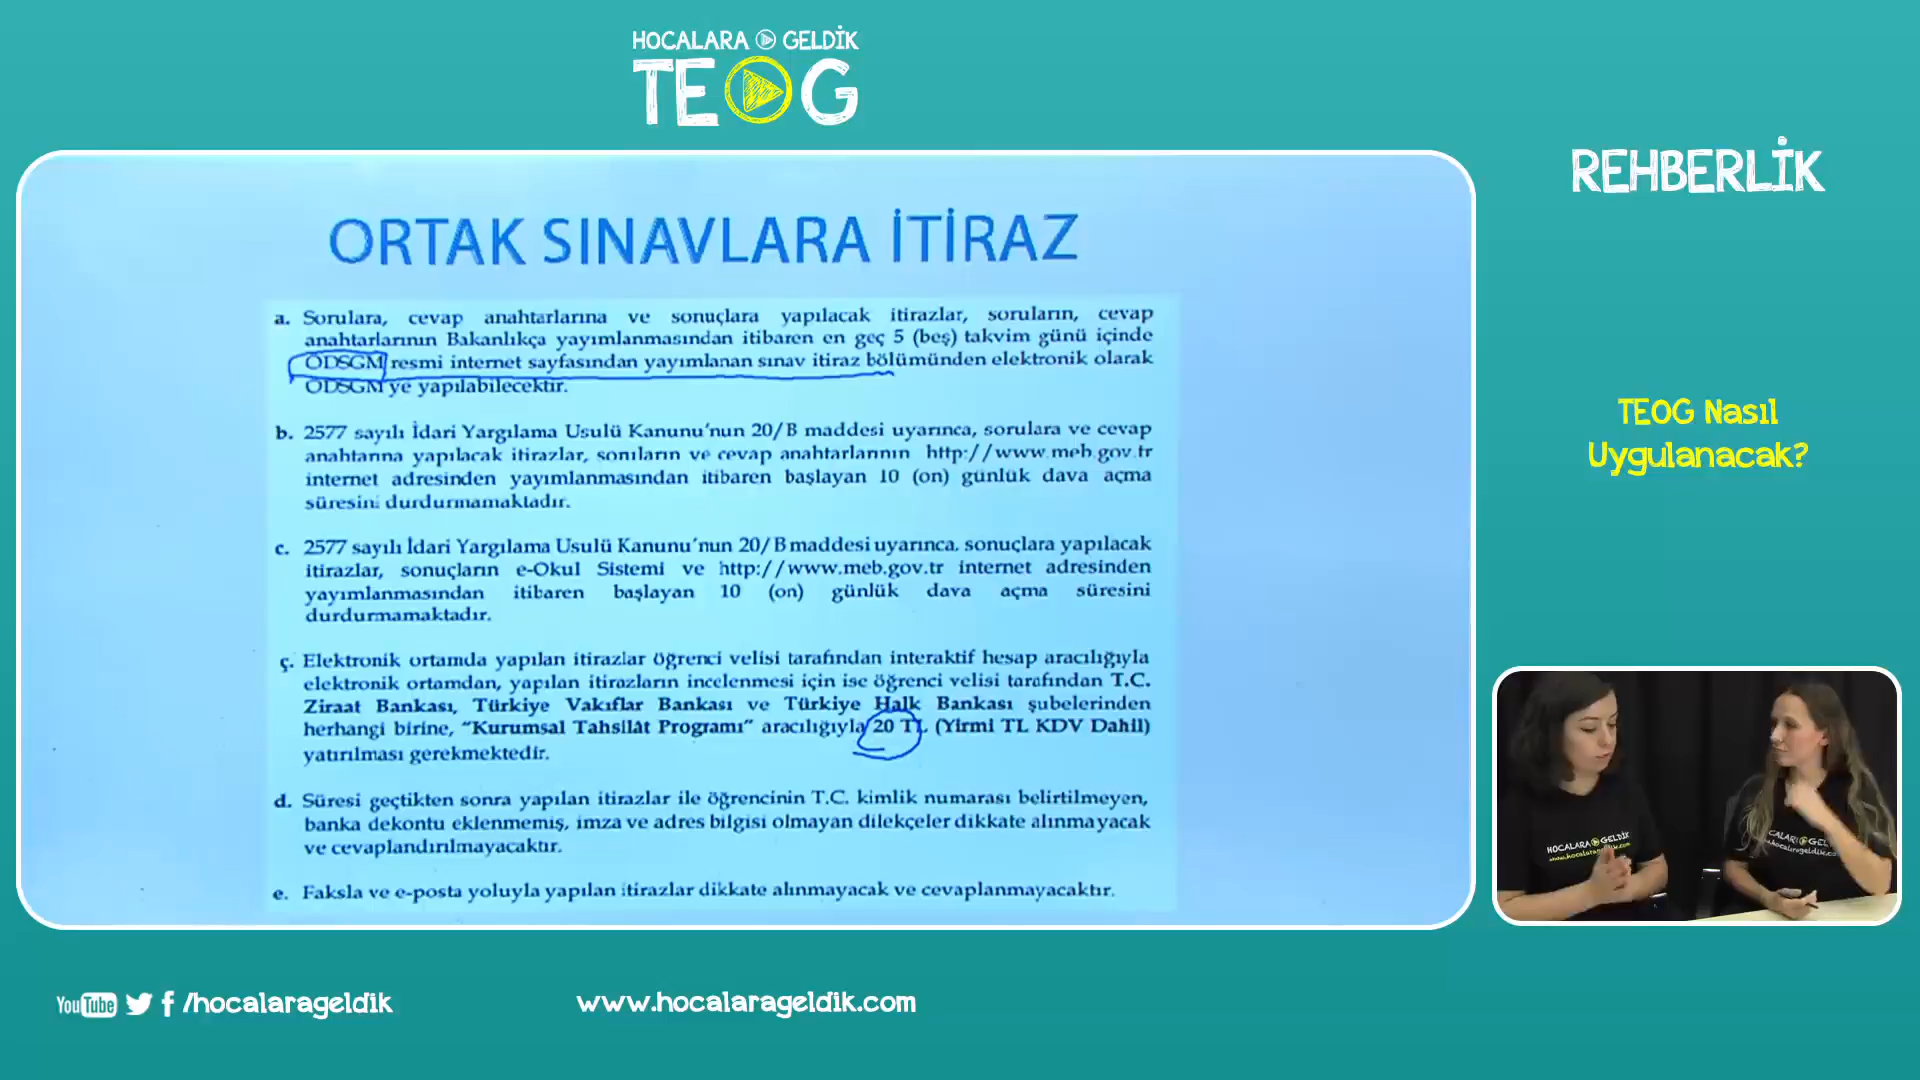 HOCALARA GELDİK
TEOG
REHBERLİK
ORTAK SINAVLARA İTİRAZ
a. Sorulara, cevap anahtarlarına ve sonuçlara yapılacak itirazlar, soruların, cevap
anahtarlarının Bakanlıkça yayımlanmasından itibaren en geç 5 (beş) takvim günü içinde
ODSGM resmi internet sayfasından yayımlanan sınav itiraz bölümünden elektronik olarak
ODSGM'ye yapılabilecektir.
b. 2577 sayılı İdari Yargılama Usulü Kanunu'nun 20/B maddesi uyarınca, sorulara ve cevap
anahtarına yapılacak itirazlar, soruların ve cevap anahtarlarının http://www.meb.gov.tr
internet adresinden yayımlanmasından itibaren başlayan 10 (on) günlük dava açma
süresini durdurmamaktadır.
c. 2577 sayılı İdari Yargılama Usulü Kanunu'nun 20/B maddesi uyarınca, sonuçlara yapılacak
itirazlar, sonuçların e-Okul Sistemi ve http://www.meb.gov.tr internet adresinden
yayımlanmasından itibaren başlayan 10 (on) günlük dava açma süresini
durdurmamaktadır.
ç. Elektronik ortamda yapılan itirazlar öğrenci velisi tarafından interaktif hesap aracılığıyla
elektronik ortamdan, yapılan itirazların incelenmesi için ise öğrenci velisi tarafından T.C.
Ziraat Bankası, Türkiye Vakıflar Bankası ve Türkiye Halk Bankası şubelerinden
herhangi birine, "Kurumsal Tahsilât Programı" aracılığıyla 20 TL (Yirmi TL KDV Dahil)
yatırılması gerekmektedir.
d. Süresi geçtikten sonra yapılan itirazlar ile öğrencinin T.C. kimlik numarası belirtilmeyen,
banka dekontu eklenmemiş, imza ve adres bilgisi olmayan dilekçeler dikkate alınmayacak
ve cevaplandırılmayacaktır.
e. Faksla ve e-posta yoluyla yapılan itirazlar dikkate alınmayacak ve cevaplanmayacaktır.
TEOG Nasıl
Uygulanacak?
HOCALARA GELDİK
YouTube /hocalarageldik
www.hocalarageldik.com